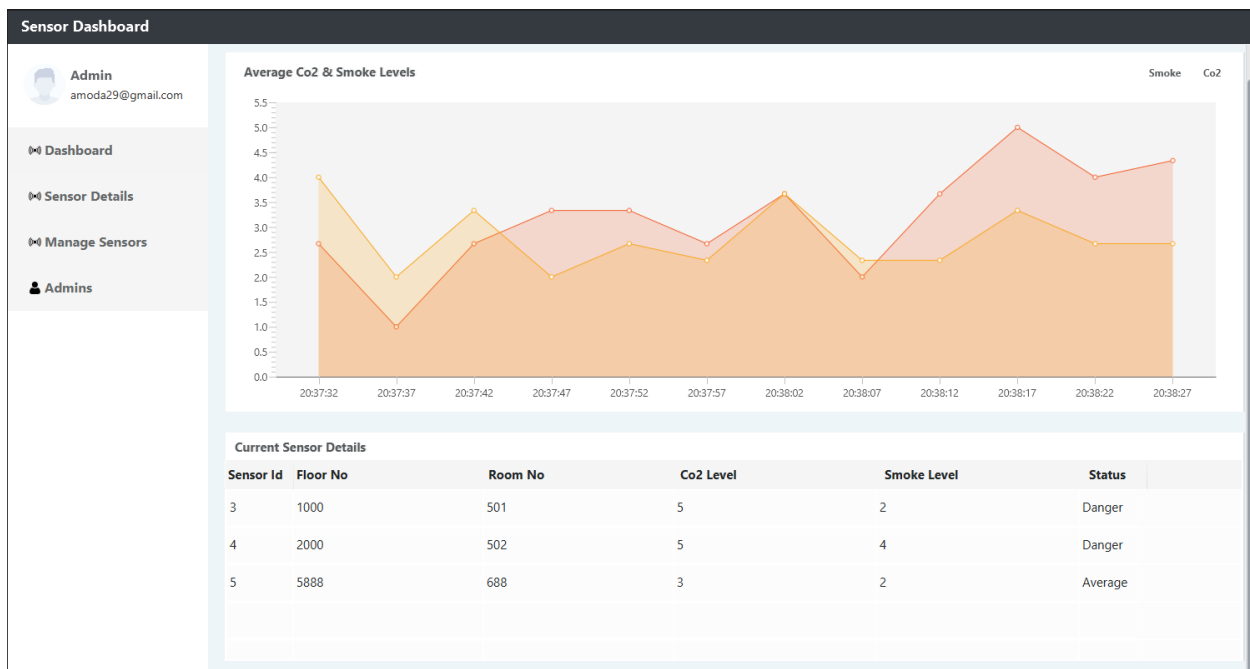 Sensor Dashboard
Admin
amoda29@gmail.com
Dashboard
Sensor Details
Manage Sensors
Admins
Average Co2 & Smoke Levels
Smoke Co2
5.5
5.0
4.5
4.0
3.5
3.0
2.5
2.0
1.5
1.0
0.5
0.0
20:37:32 20:37:37 20:37:42 20:37:47 20:37:52 20:37:57 20:38:02 20:38:07 20:38:12 20:38:17 20:38:22 20:38:27
Current Sensor Details
Sensor Id Floor No Room No Co2 Level Smoke Level Status
3 1000 501 5 2 Danger
4 2000 502 5 4 Danger
5 5888 688 3 2 Average